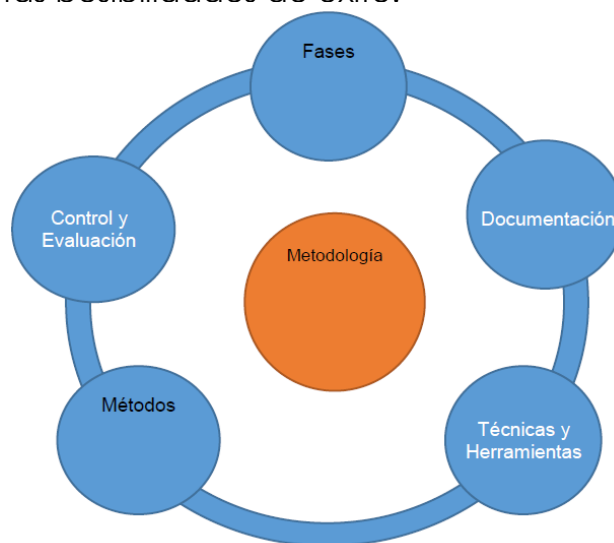 Fases
Control y
Evaluación
Documentación
Metodología
Métodos
Técnicas y
Herramientas